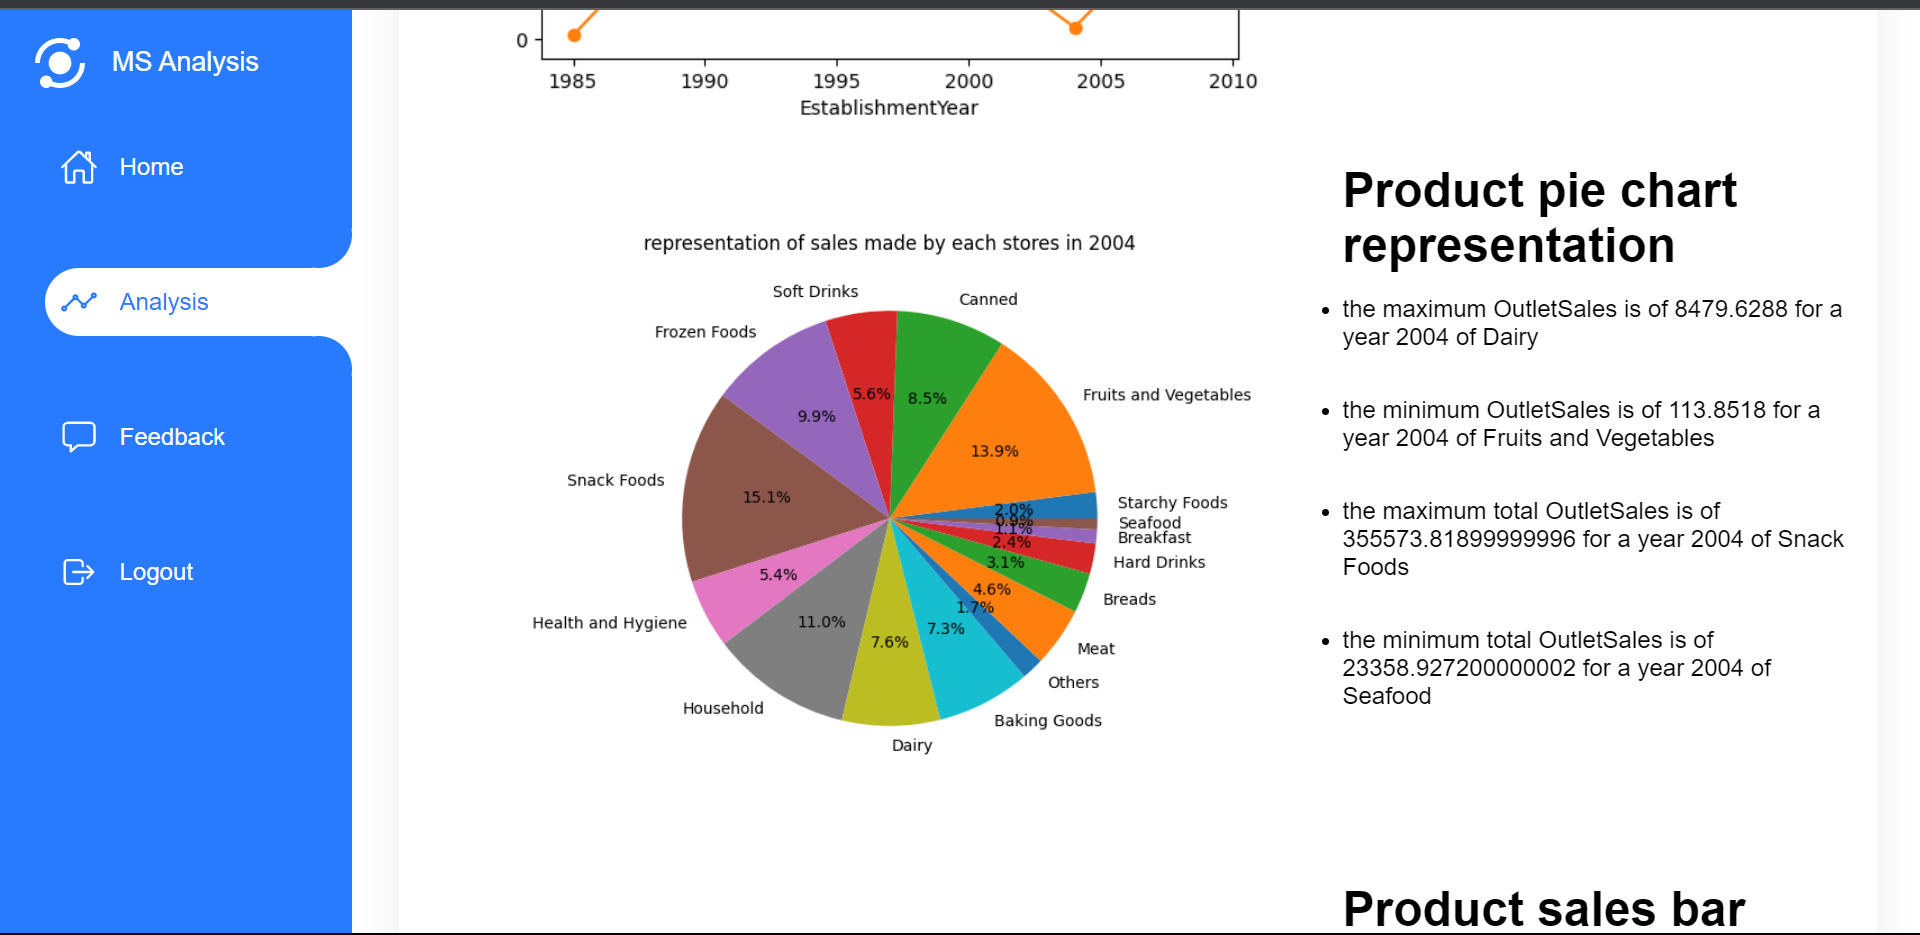 MS Analysis
Home
Analysis
Feedback
Logout
0
1985 1990 1995 2000 2005 2010
EstablishmentYear
representation of sales made by each stores in 2004
Soft Drinks
Canned
Frozen Foods
Fruits and Vegetables
Snack Foods
Starchy Foods
Seafood
Breakfast
Hard Drinks
Breads
Health and Hygiene
Meat
Others
Household
Baking Goods
Dairy
5.6%
8.5%
9.9%
13.9%
15.1%
2.0%
0.9%
1.1%
2.4%
3.1%
5.4%
4.6%
1.7%
11.0%
7.3%
7.6%
Product pie chart
representation
• the maximum OutletSales is of 8479.6288 for a
year 2004 of Dairy
• the minimum OutletSales is of 113.8518 for a
year 2004 of Fruits and Vegetables
• the maximum total OutletSales is of
355573.81899999996 for a year 2004 of Snack
Foods
• the minimum total OutletSales is of
23358.927200000002 for a year 2004 of
Seafood
Product sales bar